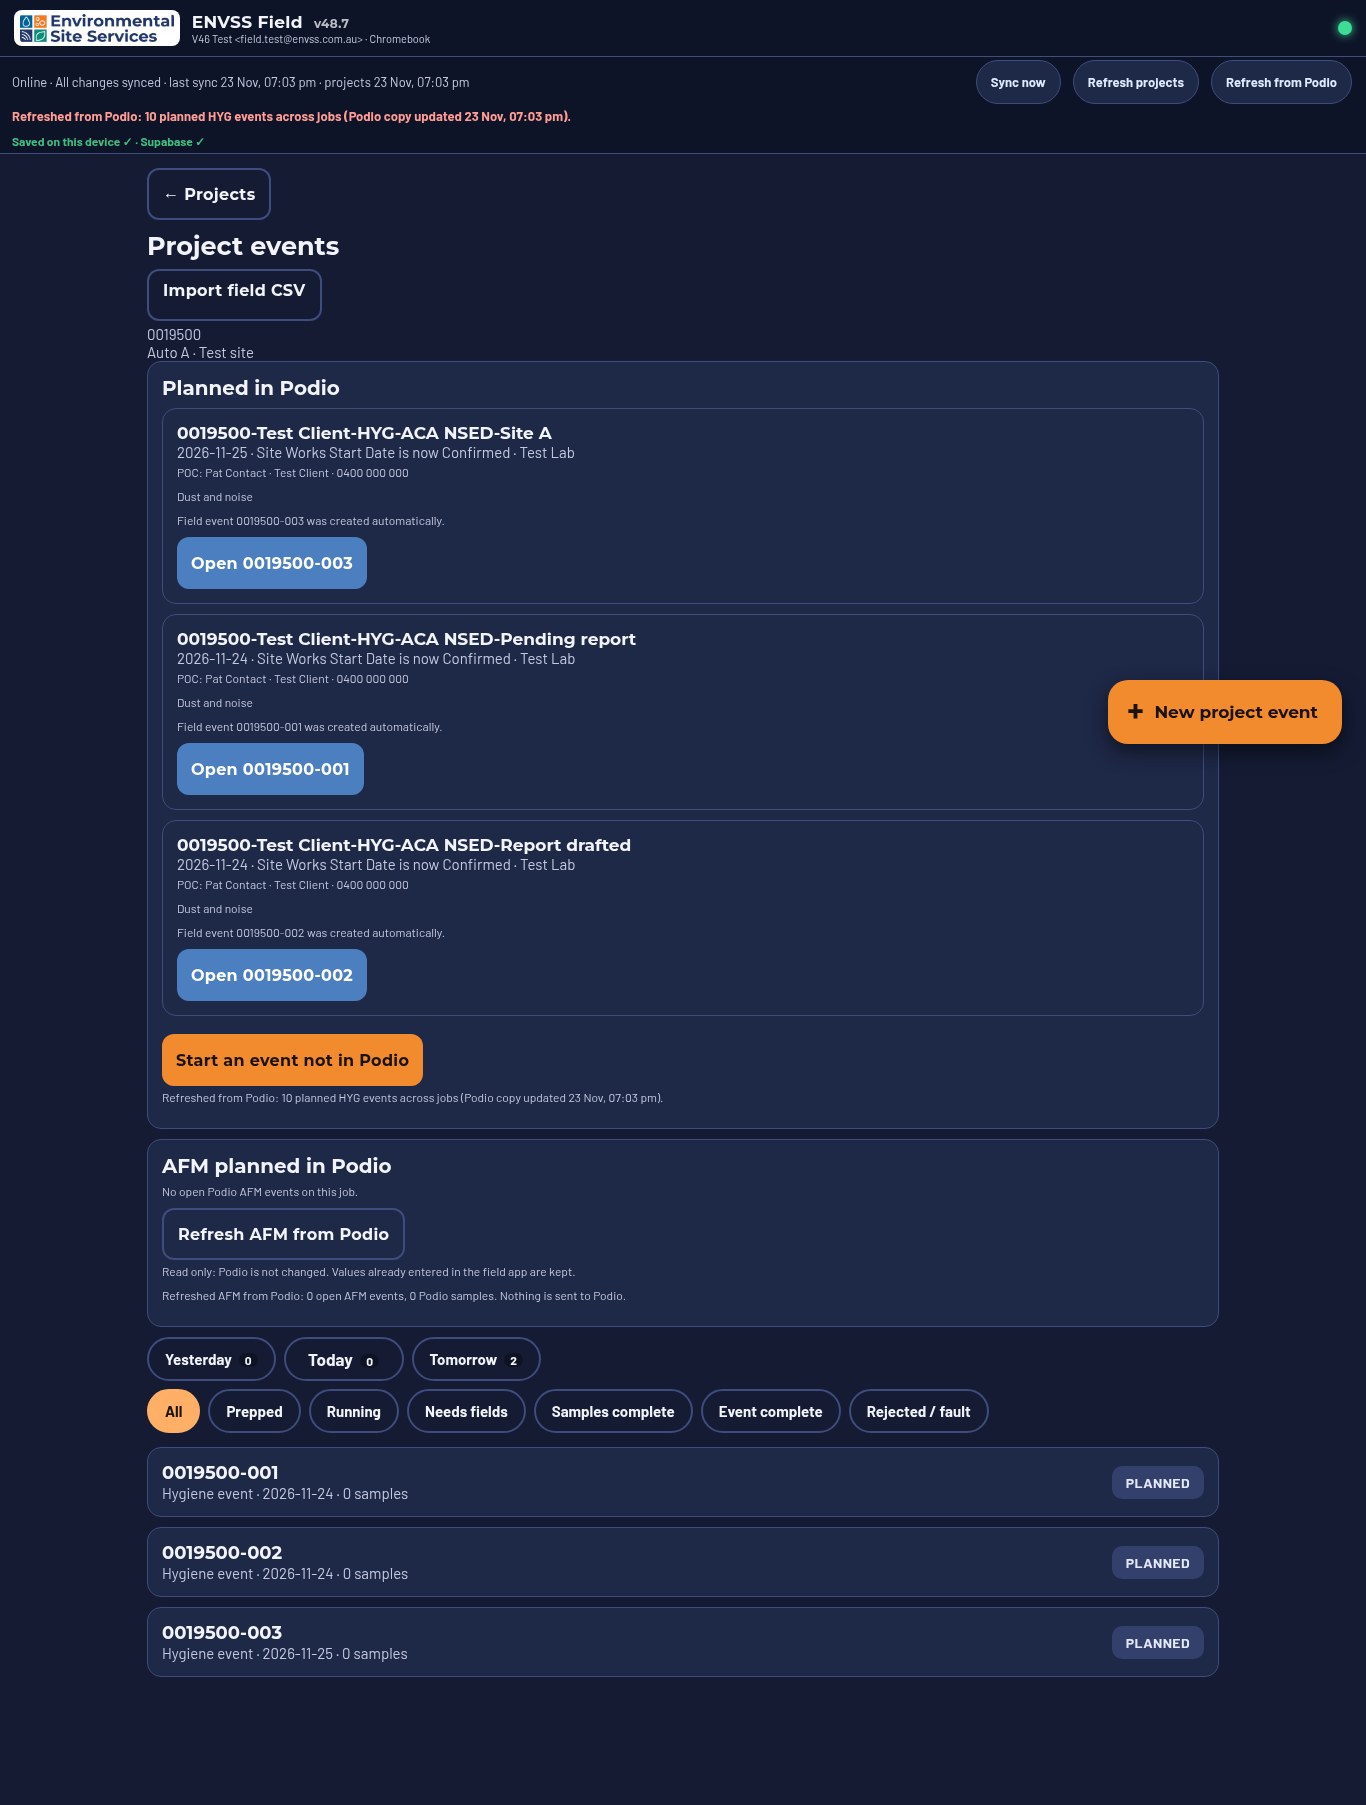 Environmental
Site Services
ENVSS Field v48.7
V46 Test <field.test@envss.com.au> · Chromebook
Online · All changes synced · last sync 23 Nov, 07:03 pm · projects 23 Nov, 07:03 pm
Sync now
Refresh projects
Refresh from Podio
Refreshed from Podio: 10 planned HYG events across jobs (Podio copy updated 23 Nov, 07:03 pm).
Saved on this device ✓ · Supabase ✓
← Projects
Project events
Import field CSV
0019500
Auto A · Test site
Planned in Podio
0019500-Test Client-HYG-ACA NSED-Site A
2026-11-25 · Site Works Start Date is now Confirmed · Test Lab
POC: Pat Contact · Test Client · 0400 000 000
Dust and noise
Field event 0019500-003 was created automatically.
Open 0019500-003
0019500-Test Client-HYG-ACA NSED-Pending report
2026-11-24 · Site Works Start Date is now Confirmed · Test Lab
POC: Pat Contact · Test Client · 0400 000 000
Dust and noise
Field event 0019500-001 was created automatically.
Open 0019500-001
+ New project event
0019500-Test Client-HYG-ACA NSED-Report drafted
2026-11-24 · Site Works Start Date is now Confirmed · Test Lab
POC: Pat Contact · Test Client · 0400 000 000
Dust and noise
Field event 0019500-002 was created automatically.
Open 0019500-002
Start an event not in Podio
Refreshed from Podio: 10 planned HYG events across jobs (Podio copy updated 23 Nov, 07:03 pm).
AFM planned in Podio
No open Podio AFM events on this job.
Refresh AFM from Podio
Read only: Podio is not changed. Values already entered in the field app are kept.
Refreshed AFM from Podio: 0 open AFM events, 0 Podio samples. Nothing is sent to Podio.
Yesterday 0
Today 0
Tomorrow 2
All
Prepped
Running
Needs fields
Samples complete
Event complete
Rejected / fault
0019500-001
Hygiene event · 2026-11-24 · 0 samples
PLANNED
0019500-002
Hygiene event · 2026-11-24 · 0 samples
PLANNED
0019500-003
Hygiene event · 2026-11-25 · 0 samples
PLANNED